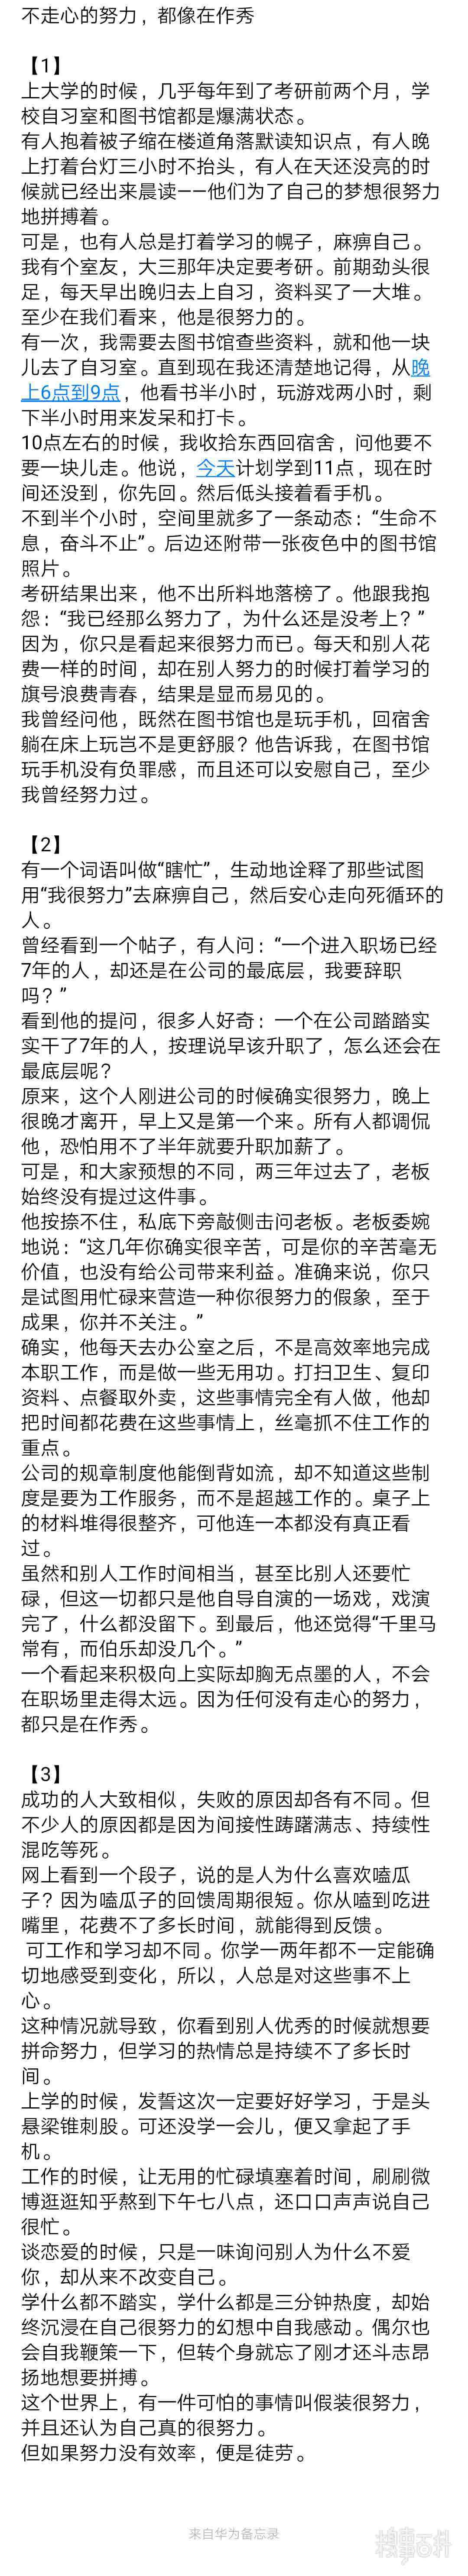 不走心的努力，都像在作秀
【1】
上大学的时候，几乎每年到了考研前两个月，学
校自习室和图书馆都是爆满状态。
有人抱着被子缩在楼道角落默读知识点，有人晚
上打着台灯三小时不抬头，有人在天还没亮的时
候就已经出来晨读——他们为了自己的梦想很努力
地拼搏着。
可是，也有人总是打着学习的幌子，麻痹自己。
我有个室友，大三那年决定要考研。前期劲头很
足，每天早出晚归去上自习，资料买了一大堆。
至少在我们看来，他是很努力的。
有一次，我需要去图书馆查些资料，就和他一块
儿去了自习室。直到现在我还清楚地记得，从晚
上6点到9点，他看书半小时，玩游戏两小时，剩
下半小时用来发呆和打卡。
10点左右的时候，我收拾东西回宿舍，问他要不
要一块儿走。他说，今天计划学到11点，现在时
间还没到，你先回。然后低头接着看手机。
不到半个小时，空间里就多了一条动态：“生命不
息，奋斗不止”。后边还附带一张夜色中的图书馆
照片。
考研结果出来，他不出所料地落榜了。他跟我抱
怨：“我已经那么努力了，为什么还是没考上？”
因为，你只是看起来很努力而已。每天和别人花
费一样的时间，却在别人努力的时候打着学习的
旗号浪费青春，结果是显而易见的。
我曾经问他，既然在图书馆也是玩手机，回宿舍
躺在床上玩岂不是更舒服？他告诉我，在图书馆
玩手机没有负罪感，而且还可以安慰自己，至少
我曾经努力过。
【2】
有一个词语叫做“瞎忙”，生动地诠释了那些试图
用“我很努力”去麻痹自己，然后安心走向死循环的
人。
曾经看到一个帖子，有人问：“一个进入职场已经
7年的人，却还是在公司的最底层，我要辞职
吗？”
看到他的提问，很多人好奇：一个在公司踏踏实
实干了7年的人，按理说早该升职了，怎么还会在
最底层呢？
原来，这个人刚进公司的时候确实很努力，晚上
很晚才离开，早上又是第一个来。所有人都调侃
他，恐怕用不了半年就要升职加薪了。
可是，和大家预想的不同，两三年过去了，老板
始终没有提过这件事。
他按捺不住，私底下旁敲侧击问老板。老板委婉
地说：“这几年你确实很辛苦，可是你的辛苦毫无
价值，也没有给公司带来利益。准确来说，你只
是试图用忙碌来营造一种你很努力的假象，至于
成果，你并不关注。”
确实，他每天去办公室之后，不是高效率地完成
本职工作，而是做一些无用功。打扫卫生、复印
资料、点餐取外卖，这些事情完全有人做，他却
把时间都花费在这些事情上，丝毫抓不住工作的
重点。
公司的规章制度他能倒背如流，却不知道这些制
度是要为工作服务，而不是超越工作的。桌子上
的材料堆得很整齐，可他连一本都没有真正看
过。
虽然和别人工作时间相当，甚至比别人还要忙
碌，但这一切都只是他自导自演的一场戏，戏演
完了，什么都没留下。到最后，他还觉得“千里马
常有，而伯乐却没几个。”
一个看起来积极向上实际却胸无点墨的人，不会
在职场里走得太远。因为任何没有走心的努力，
都只是在作秀。
【3】
成功的人大致相似，失败的原因却各有不同。但
不少人的原因都是因为间接性踌躇满志、持续性
混吃等死。
网上看到一个段子，说的是人为什么喜欢嗑瓜
子？因为嗑瓜子的回馈周期很短。你从嗑到吃进
嘴里，花费不了多长时间，就能得到反馈。
可工作和学习却不同。你学一两年都不一定能确
切地感受到变化，所以，人总是对这些事不上
心。
这种情况就导致，你看到别人优秀的时候就想要
拼命努力，但学习的热情总是持续不了多长时
间。
上学的时候，发誓这次一定要好好学习，于是头
悬梁锥刺股。可还没学一会儿，便又拿起了手
机。
工作的时候，让无用的忙碌填塞着时间，刷刷微
博逛逛知乎熬到下午七八点，还口口声声说自己
很忙。
谈恋爱的时候，只是一味询问别人为什么不爱
你，却从来不改变自己。
学什么都不踏实，学什么都是三分钟热度，却始
终沉浸在自己很努力的幻想中自我感动。偶尔也
会自我鞭策一下，但转个身就忘了刚才还斗志昂
扬地想要拼搏。
这个世界上，有一件可怕的事情叫假装很努力，
并且还认为自己真的很努力。
但如果努力没有效率，便是徒劳。
来自华为备忘录